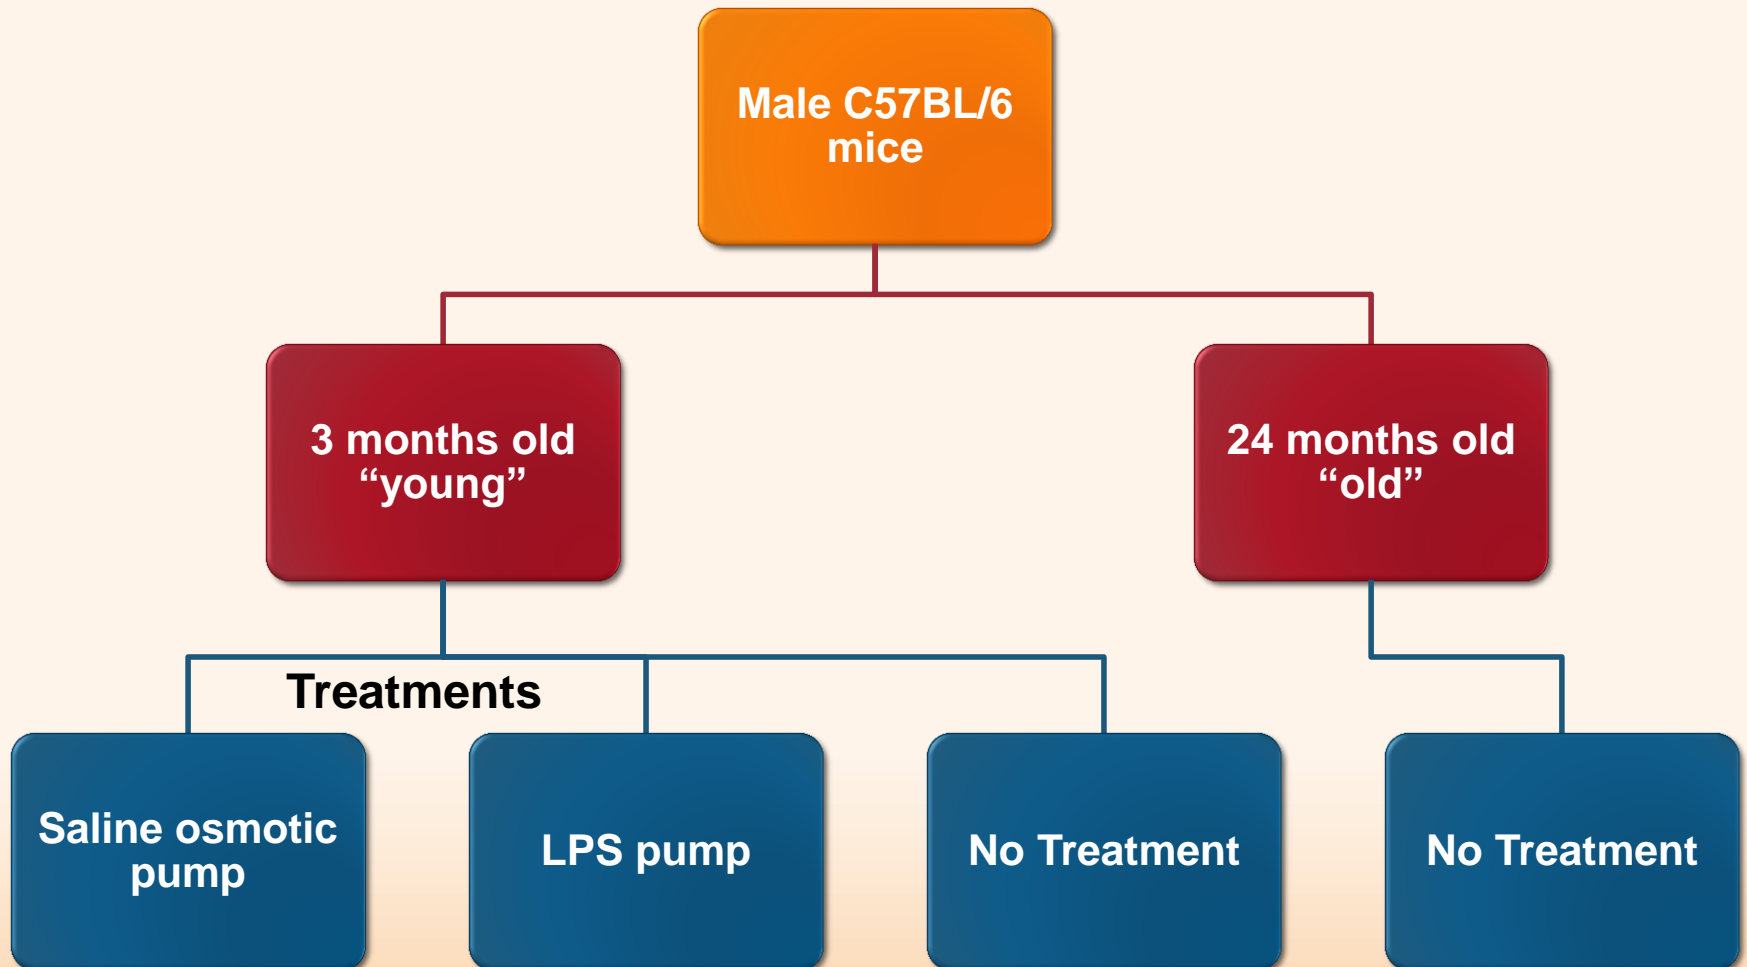 Male C57BL/6
mice
3 months old
“young”
24 months old
“old”
Treatments
Saline osmotic
pump
LPS pump
No Treatment
No Treatment